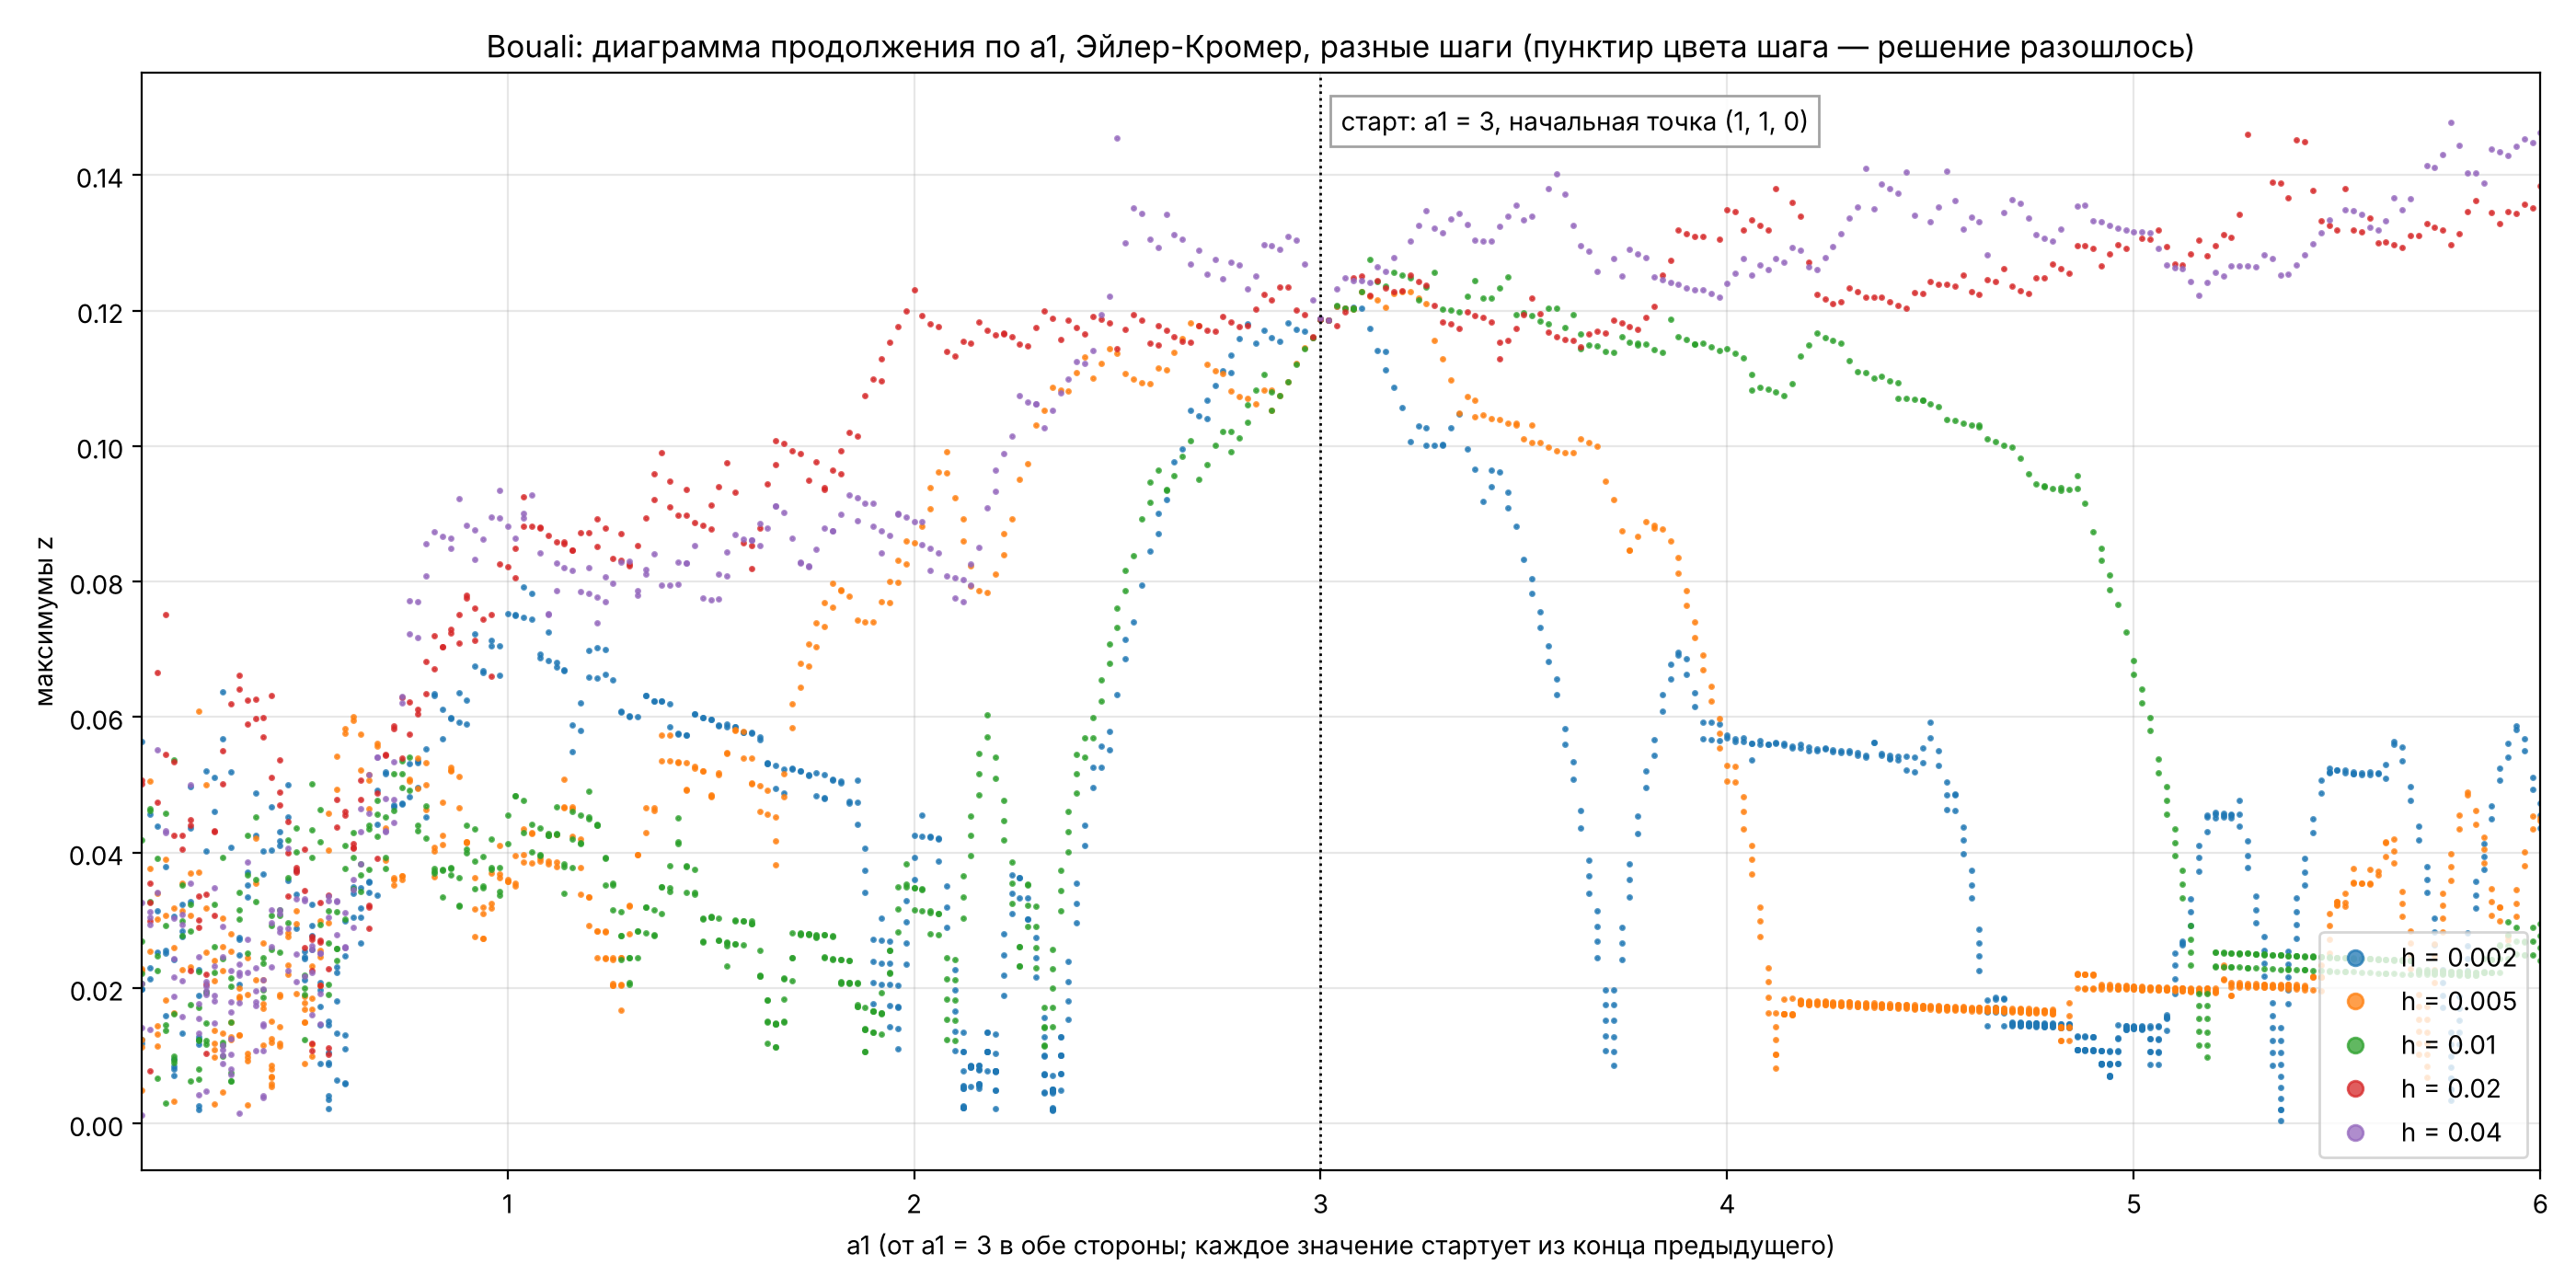 Bouali: диаграмма продолжения по a1, Эйлер-Кромер, разные шаги (пунктир цвета шага — решение разошлось)
старт: a1 = 3, начальная точка (1, 1, 0)
максимумы z
0.14
0.12
0.10
0.08
0.06
0.04
0.02
0.00
h = 0.002
h = 0.005
h = 0.01
h = 0.02
h = 0.04
1 2 3 4 5 6
a1 (от a1 = 3 в обе стороны; каждое значение стартует из конца предыдущего)